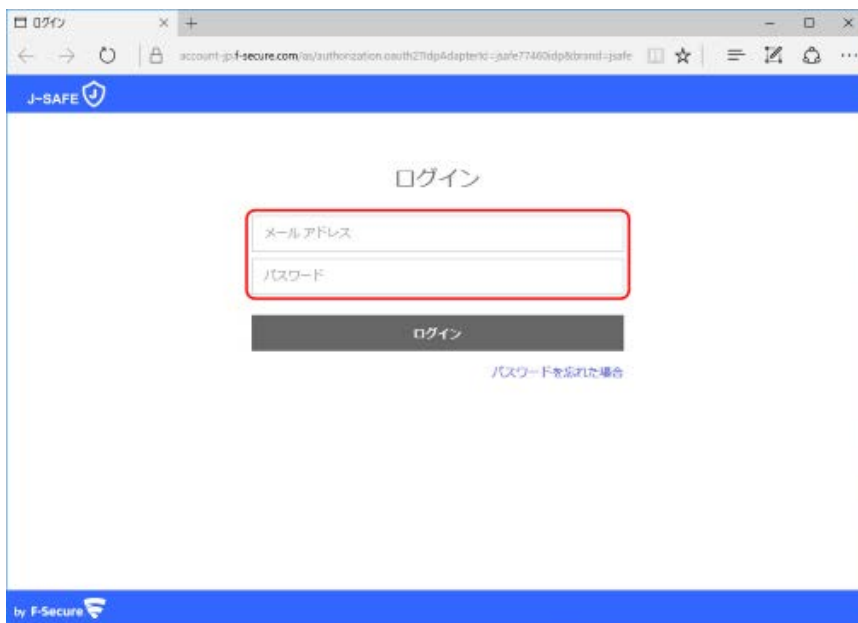 ログイン
account-jp.f-secure.com/as/authorization.oauth2?IdpAdapterId=jsafe77460idp&brand=jsafe
J-SAFE
ログイン
メール アドレス
パスワード
ログイン
パスワードを忘れた場合
by F-Secure